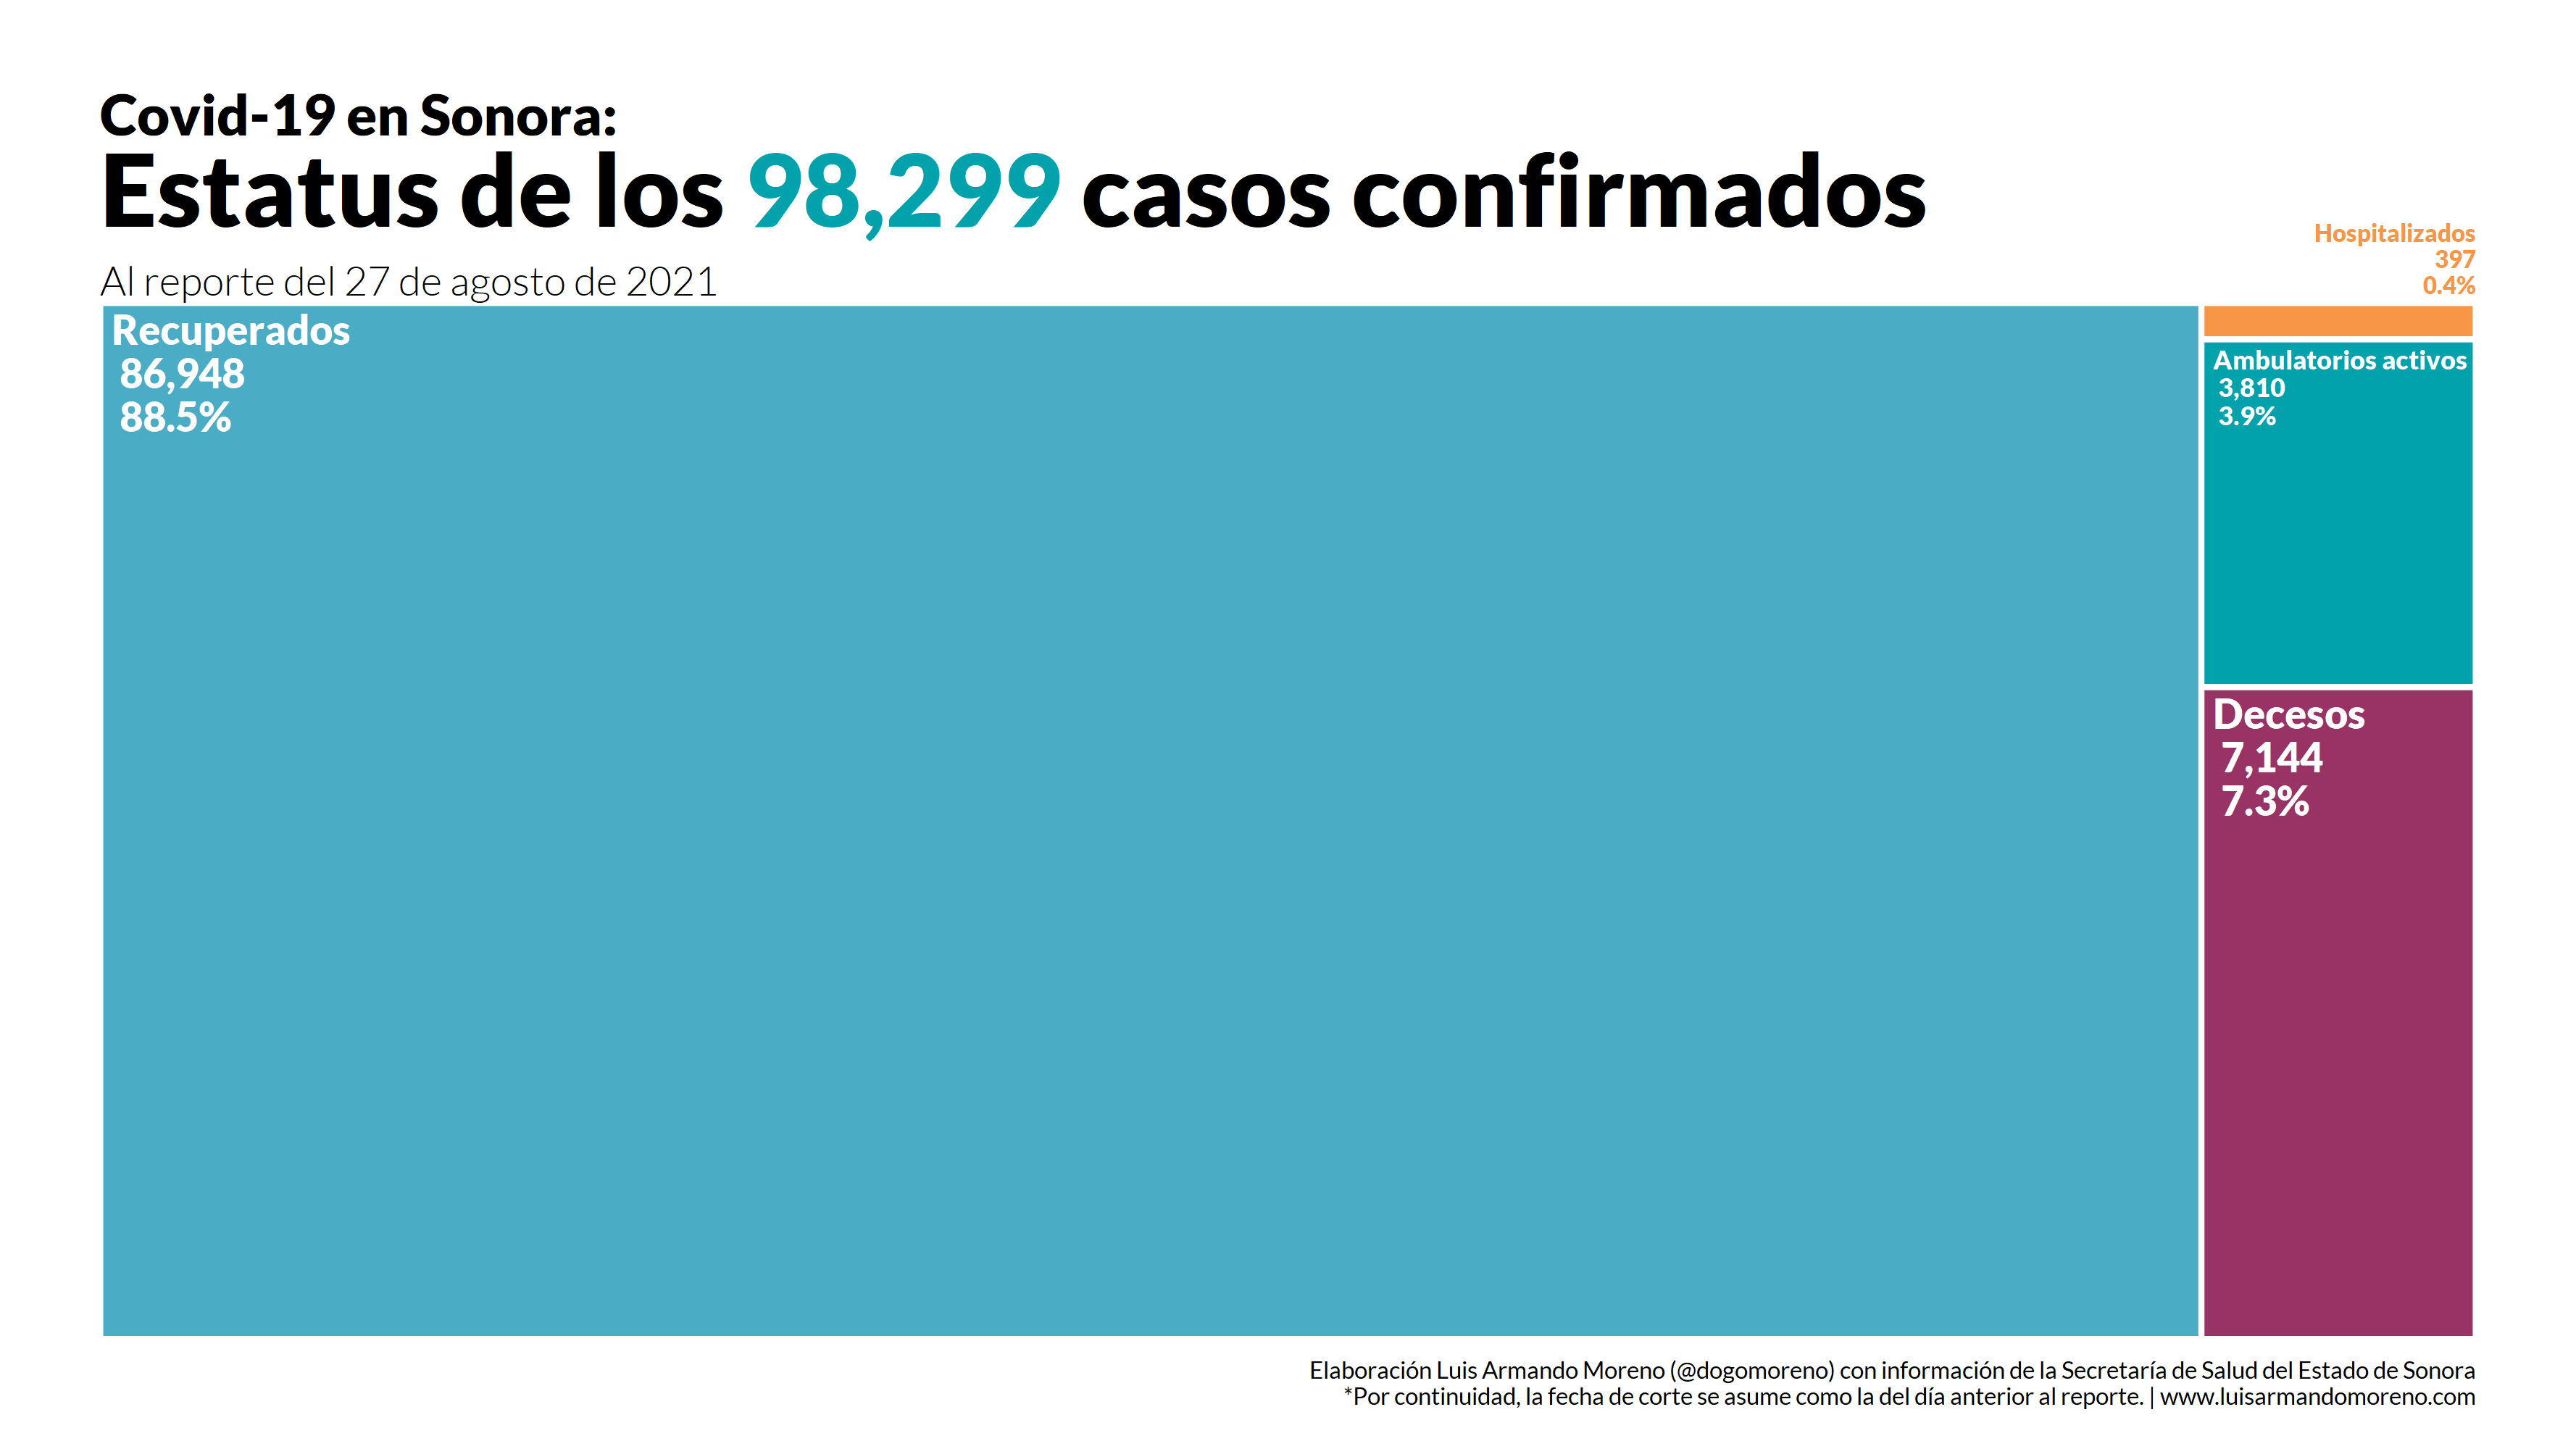 Covid-19 en Sonora:
Estatus de los 98,299 casos confirmados
Al reporte del 27 de agosto de 2021
Hospitalizados
397
0.4%
Recuperados
86,948
88.5%
Ambulatorios activos
3,810
3.9%
Decesos
7,144
7.3%
Elaboración Luis Armando Moreno (@dogomoreno) con información de la Secretaría de Salud del Estado de Sonora
*Por continuidad, la fecha de corte se asume como la del día anterior al reporte. | www.luisarmandomoreno.com